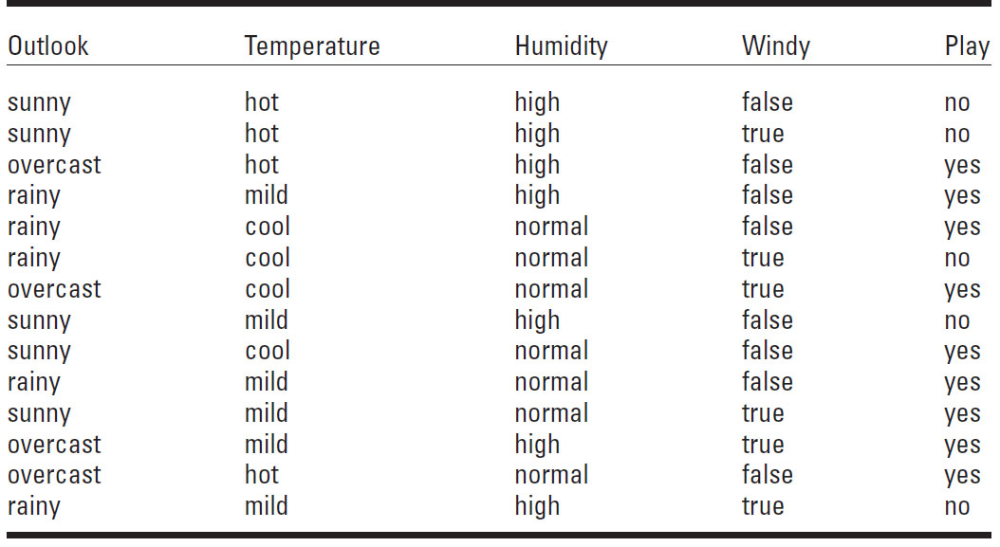 Outlook Temperature Humidity Windy Play
sunny hot high false no
sunny hot high true no
overcast hot high false yes
rainy mild high false yes
rainy cool normal false yes
rainy cool normal true no
overcast cool normal true yes
sunny mild high false no
sunny cool normal false yes
rainy mild normal false yes
sunny mild normal true yes
overcast mild high true yes
overcast hot normal false yes
rainy mild high true no